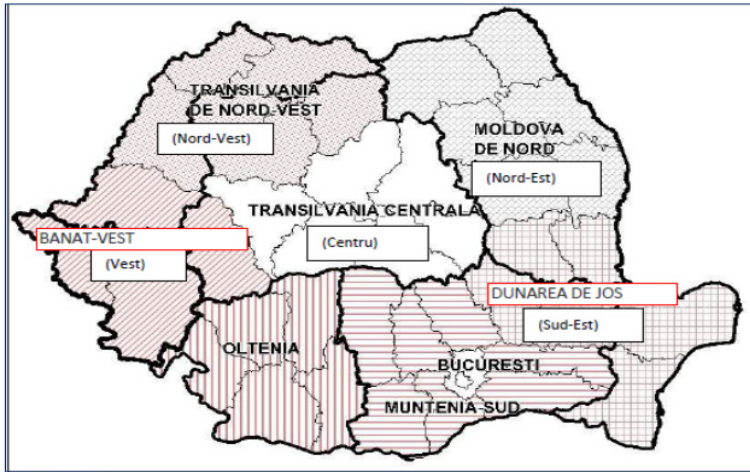 TRANSILVANIA
DE NORD-VEST
(Nord-Vest)
MOLDOVA
DE NORD
(Nord-Est)
TRANSILVANIA CENTRALA
(Centru)
BANAT-VEST
(Vest)
DUNAREA DE JOS
(Sud-Est)
OLTENIA
BUCURESTI
MUNTENIA-SUD